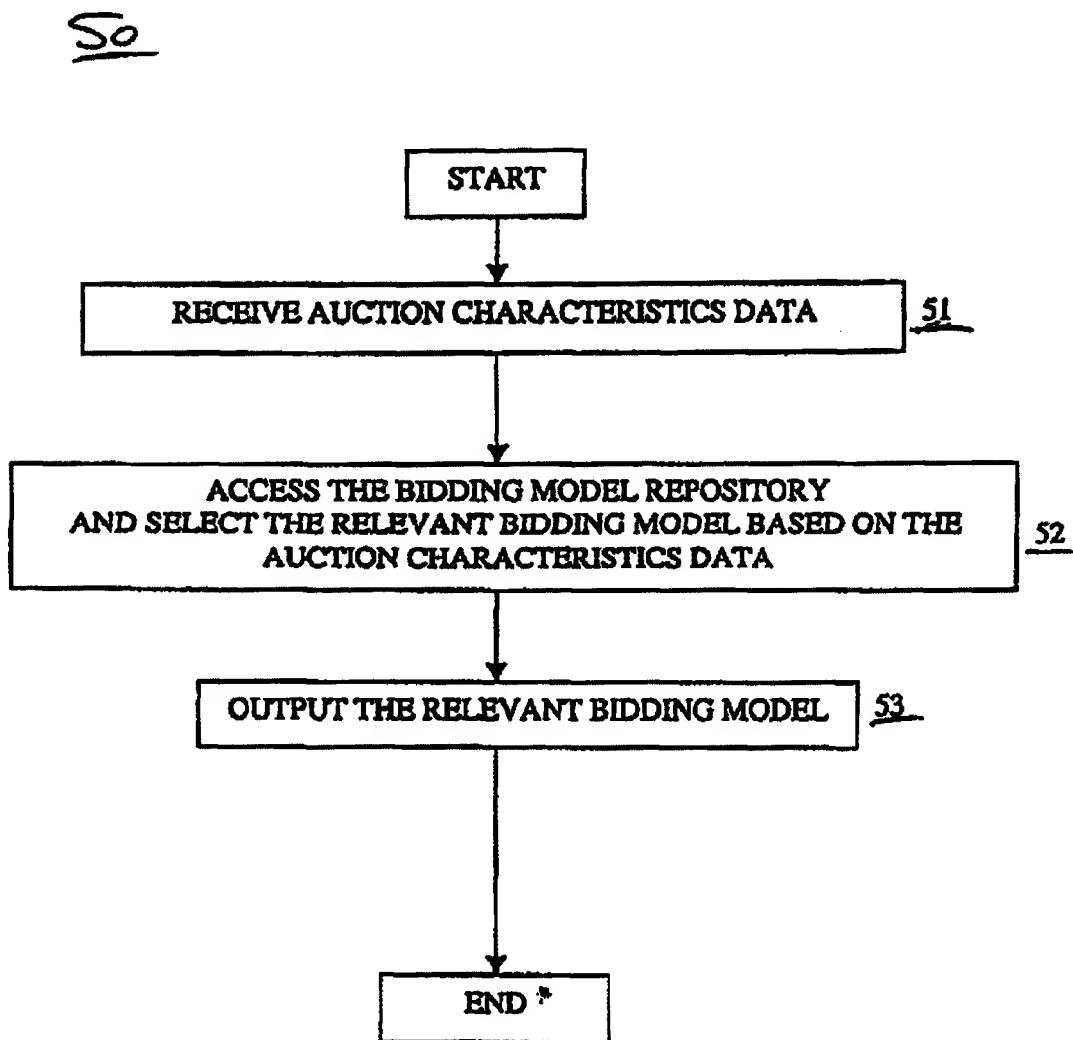 50
START
RECEIVE AUCTION CHARACTERISTICS DATA 51
ACCESS THE BIDDING MODEL REPOSITORY
AND SELECT THE RELEVANT BIDDING MODEL BASED ON THE
AUCTION CHARACTERISTICS DATA
52
OUTPUT THE RELEVANT BIDDING MODEL 53
END